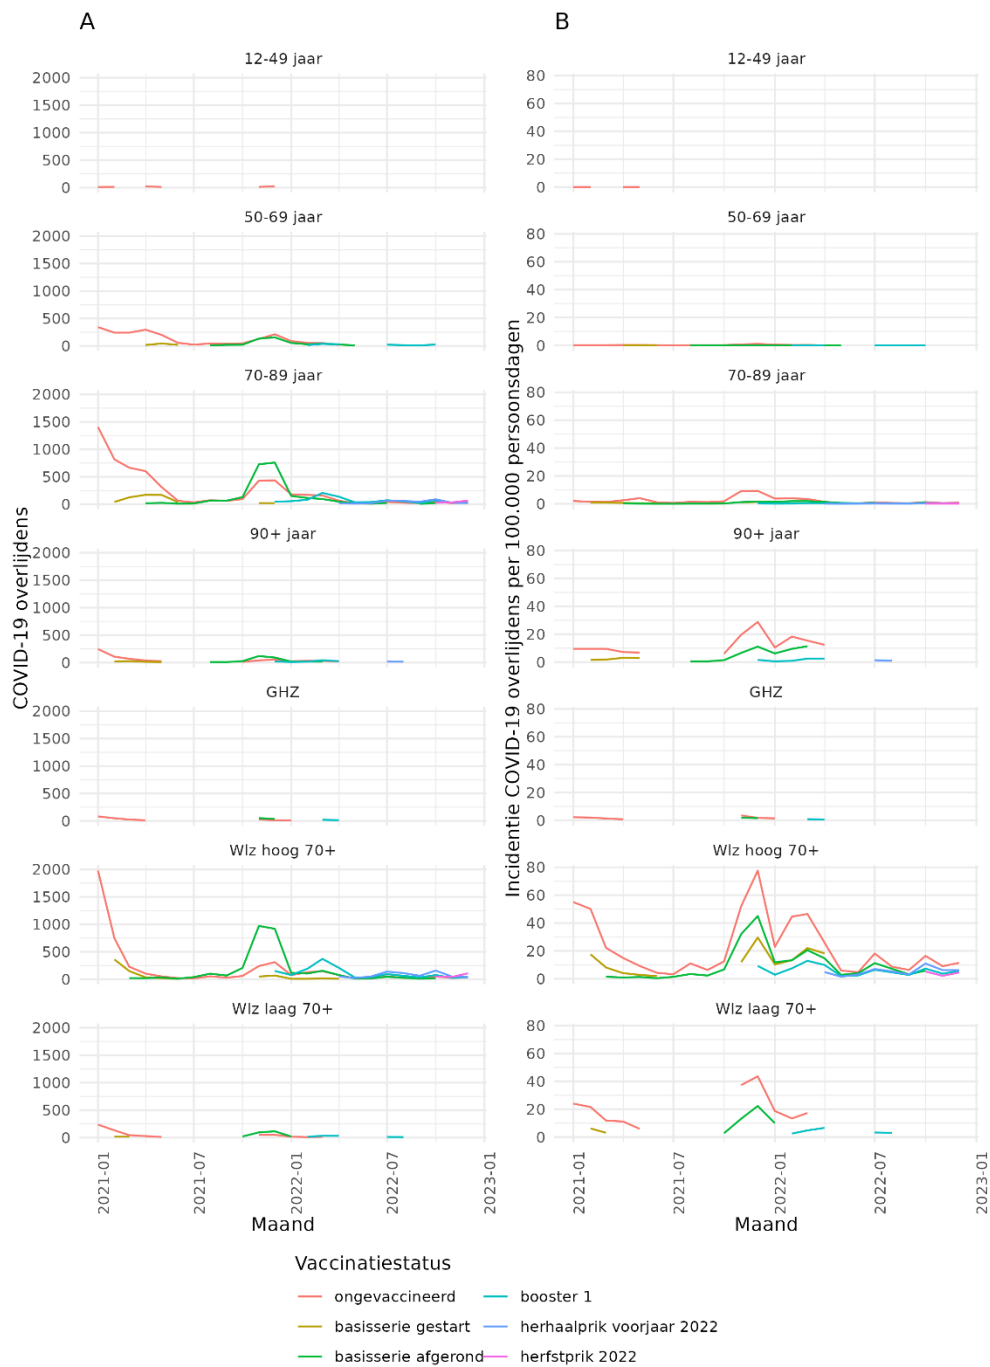 A
B
COVID-19 overlijdens
12-49 jaar
2000
1500
1000
500
0
50-69 jaar
2000
1500
1000
500
0
70-89 jaar
2000
1500
1000
500
0
90+ jaar
2000
1500
1000
500
0
GHZ
2000
1500
1000
500
0
Wlz hoog 70+
2000
1500
1000
500
0
Wlz laag 70+
2000
1500
1000
500
0
2021-01
2021-07
2022-01
2022-07
2023-01
Maand
Incidentie COVID-19 overlijdens per 100.000 persoonsdagen
12-49 jaar
80
60
40
20
0
50-69 jaar
80
60
40
20
0
70-89 jaar
80
60
40
20
0
90+ jaar
80
60
40
20
0
GHZ
80
60
40
20
0
Wlz hoog 70+
80
60
40
20
0
Wlz laag 70+
80
60
40
20
0
2021-01
2021-07
2022-01
2022-07
2023-01
Maand
Vaccinatiestatus
ongevaccineerd
basisserie gestart
basisserie afgerond
booster 1
herhaalprik voorjaar 2022
herfstprik 2022